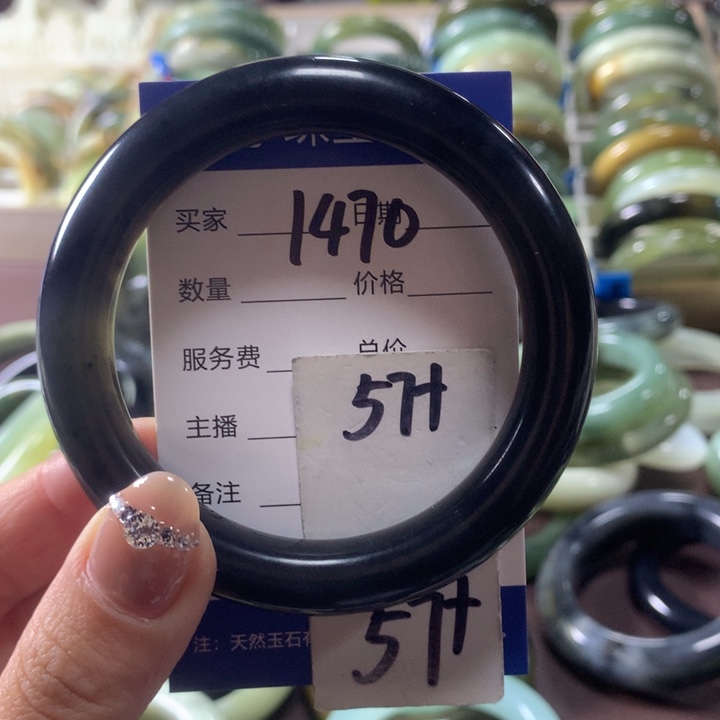 买家 1470 日期
数量 价格
服务费 总价
5H
主播
备注
5H
注：天然玉石